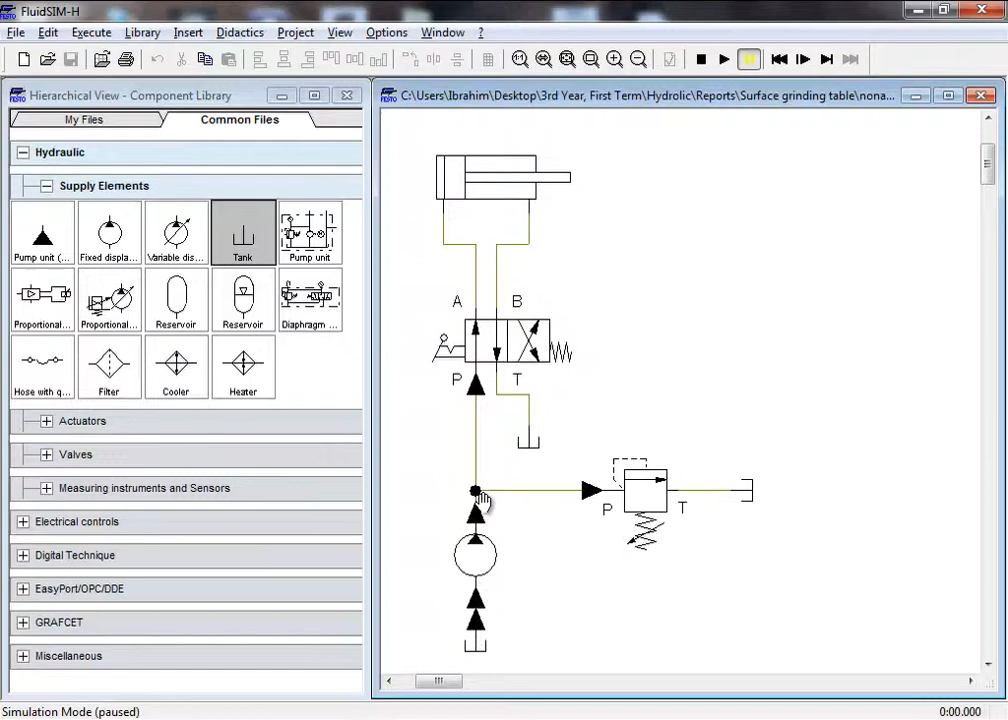 FluidSIM-H
File Edit Execute Library Insert Didactics Project View Options Window ?
Hierarchical View - Component Library
C:\Users\Ibrahim\Desktop\3rd Year, First Term\Hydrolic\Reports\Surface grinding table\nona...
My Files Common Files
Hydraulic
Supply Elements
Pump unit (... Fixed displa... Variable dis... Tank Pump unit
Proportional... Proportional... Reservoir Reservoir Diaphragm ...
Hose with q... Filter Cooler Heater
Actuators
Valves
Measuring instruments and Sensors
Electrical controls
Digital Technique
EasyPort/OPC/DDE
GRAFCET
Miscellaneous
A B
P T
P T
Simulation Mode (paused) 0:00.000